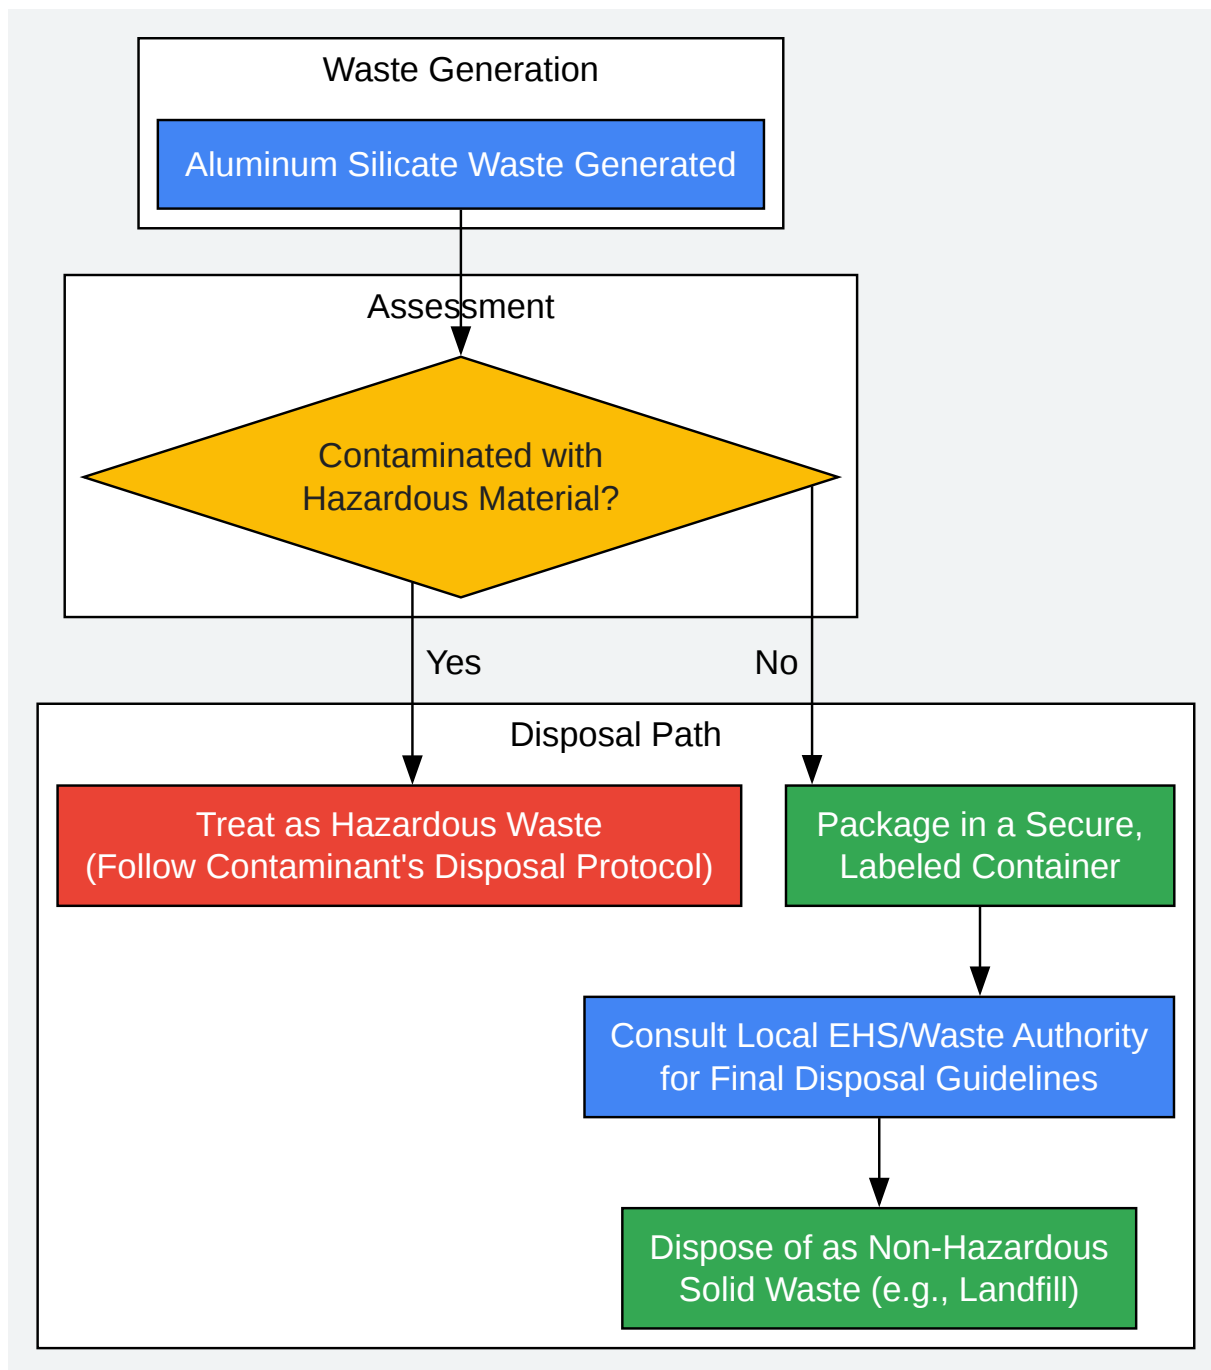 Waste Generation
Aluminum Silicate Waste Generated
Assessment
Contaminated with
Hazardous Material?
Yes
No
Disposal Path
Treat as Hazardous Waste
(Follow Contaminant's Disposal Protocol)
Package in a Secure,
Labeled Container
Consult Local EHS/Waste Authority
for Final Disposal Guidelines
Dispose of as Non-Hazardous
Solid Waste (e.g., Landfill)